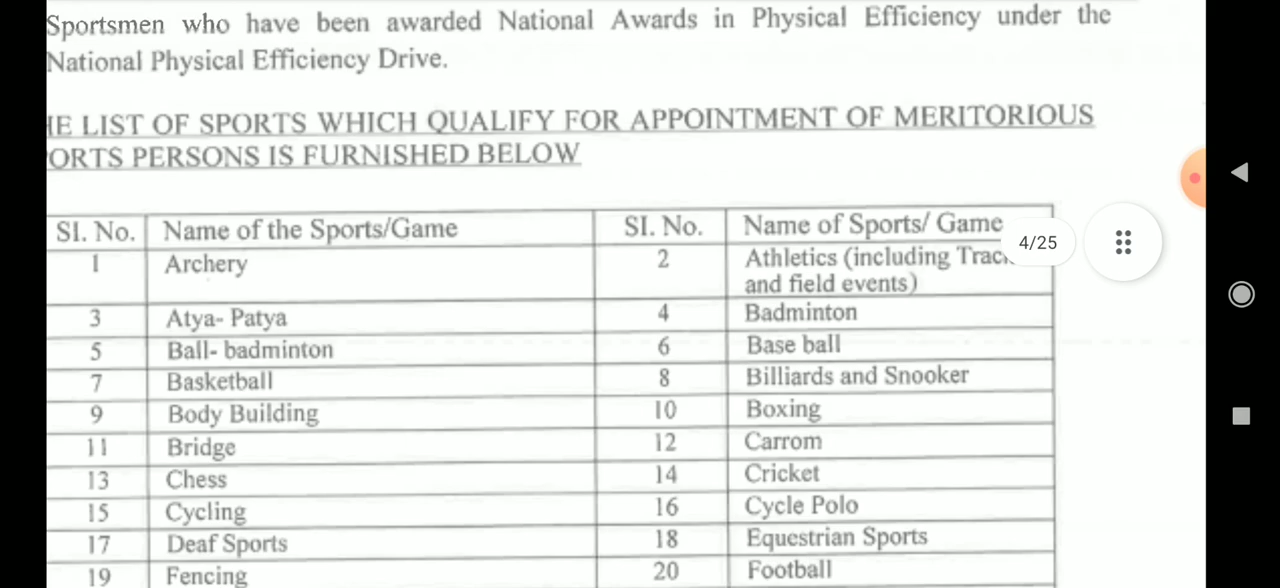 Sportsmen who have been awarded National Awards in Physical Efficiency under the
National Physical Efficiency Drive.
HE LIST OF SPORTS WHICH QUALIFY FOR APPOINTMENT OF MERITORIOUS
ORTS PERSONS IS FURNISHED BELOW
SI. No. Name of the Sports/Game SI. No. Name of Sports/ Game
1 Archery 2 Athletics (including Trac
and field events)
4/25
3 Atya- Patya 4 Badminton
5 Ball- badminton 6 Base ball
7 Basketball 8 Billiards and Snooker
9 Body Building 10 Boxing
11 Bridge 12 Carrom
13 Chess 14 Cricket
15 Cycling 16 Cycle Polo
17 Deaf Sports 18 Equestrian Sports
19 Fencing 20 Football